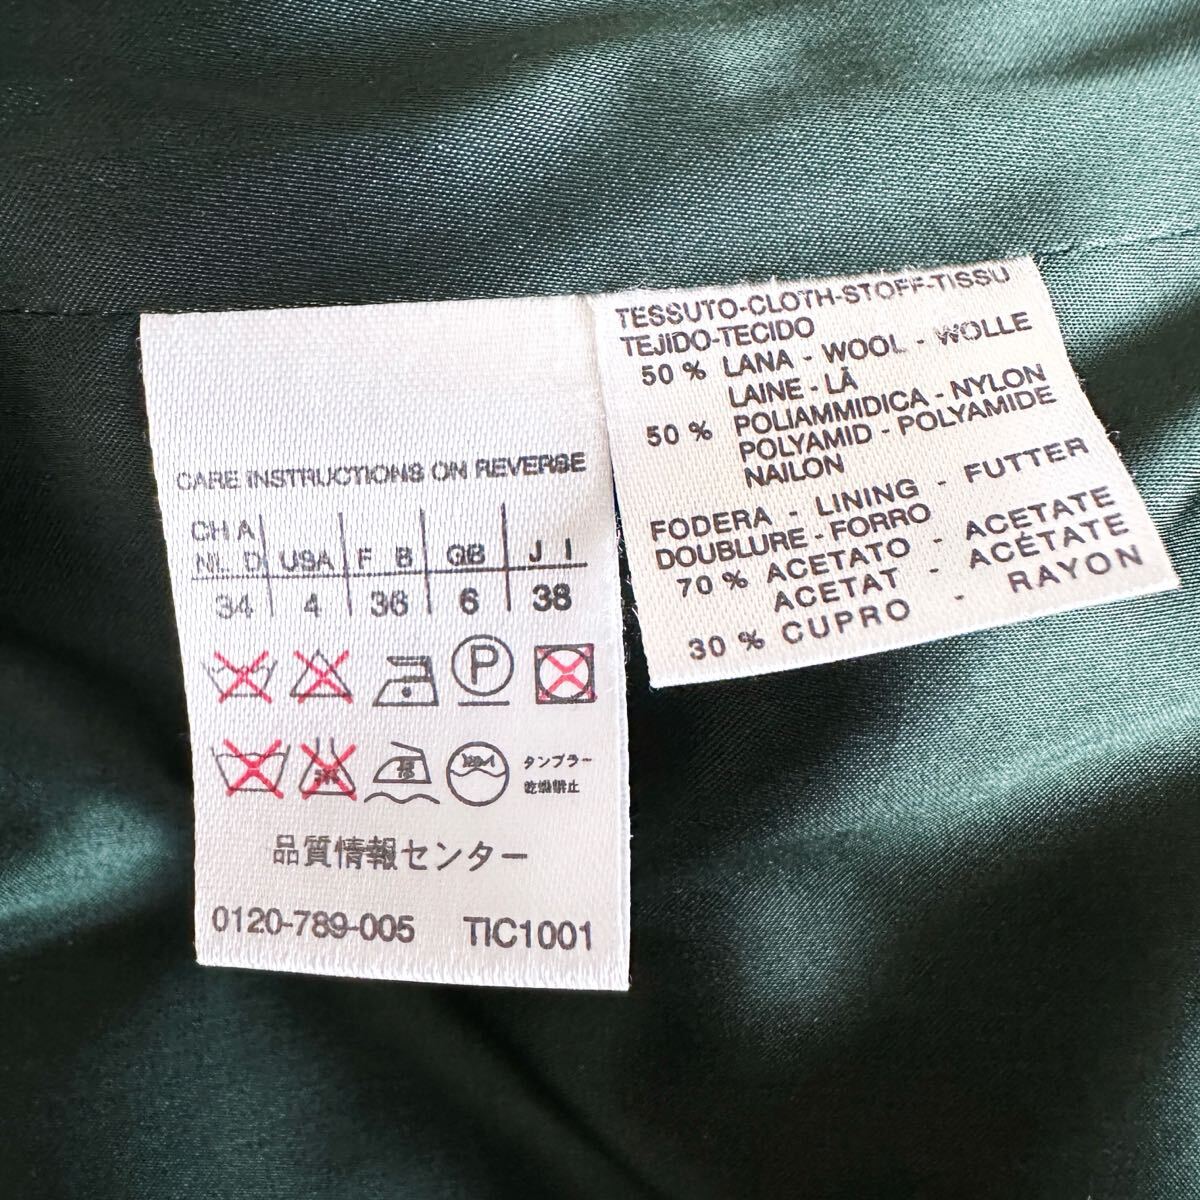 CARE INSTRUCTIONS ON REVERSE
CH A
NL D USA F B GB J I
34 4 36 6 38
P
タンブラー
乾燥禁止
品質情報センター
0120-789-005 TIC1001
TESSUTO-CLOTH-STOFF-TISSU
TEJIDO-TECIDO
50 % LANA - WOOL - WOLLE
LAINE - LÃ
50 % POLIAMMIDICA - NYLON
POLYAMID - POLYAMIDE
NAILON
FODERA - LINING - FUTTER
DOUBLURE - FORRO
70 % ACETATO - ACETATE
ACETAT - ACÉTATE
30 % CUPRO - RAYON